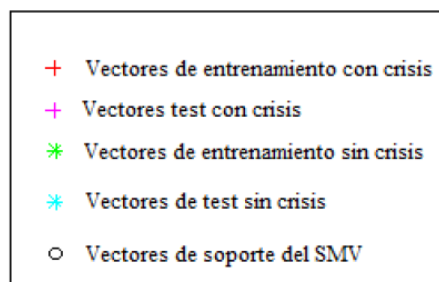 Vectores de entrenamiento con crisis
Vectores test con crisis
Vectores de entrenamiento sin crisis
Vectores de test sin crisis
Vectores de soporte del SMV